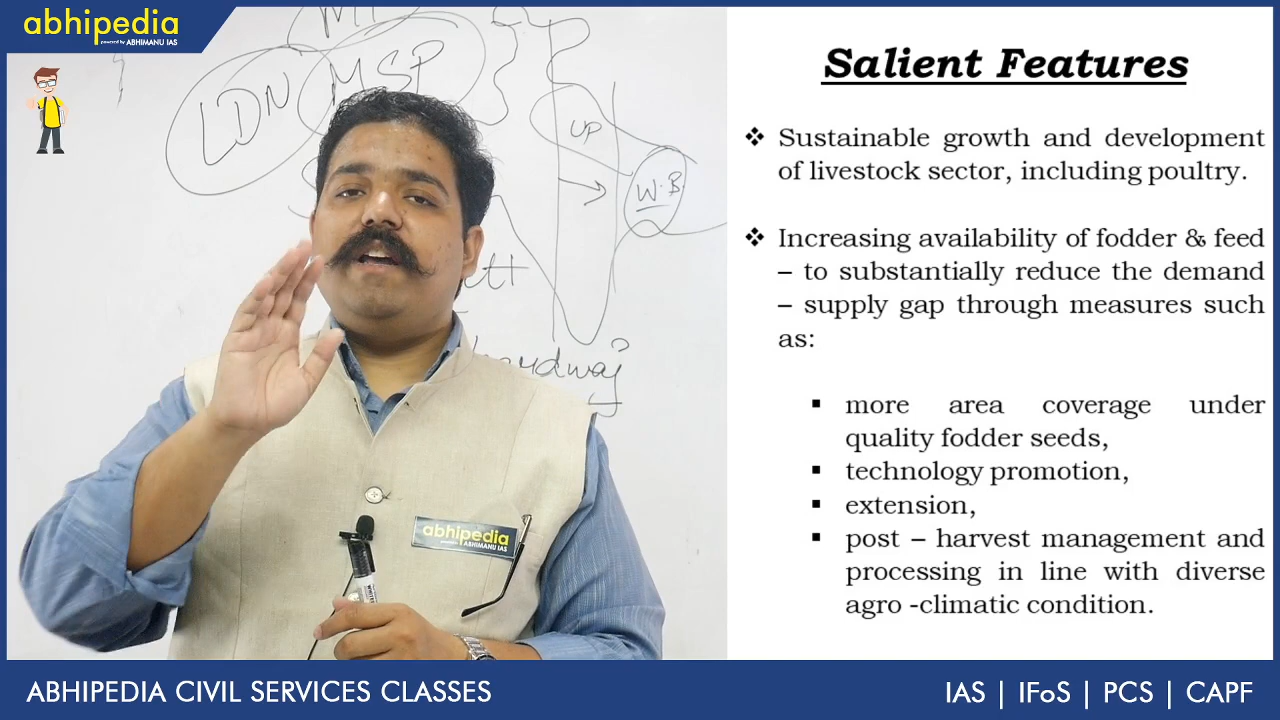 abhipedia
powered by ABHIMANU IAS
LDN
MSP
UP
W.B
Salient Features
❖ Sustainable growth and development
of livestock sector, including poultry.
❖ Increasing availability of fodder & feed
– to substantially reduce the demand
– supply gap through measures such
as:
▪ more area coverage under
quality fodder seeds,
▪ technology promotion,
▪ extension,
▪ post – harvest management and
processing in line with diverse
agro -climatic condition.
abhipedia
powered by ABHIMANU IAS
ABHIPEDIA CIVIL SERVICES CLASSES
IAS | IFoS | PCS | CAPF